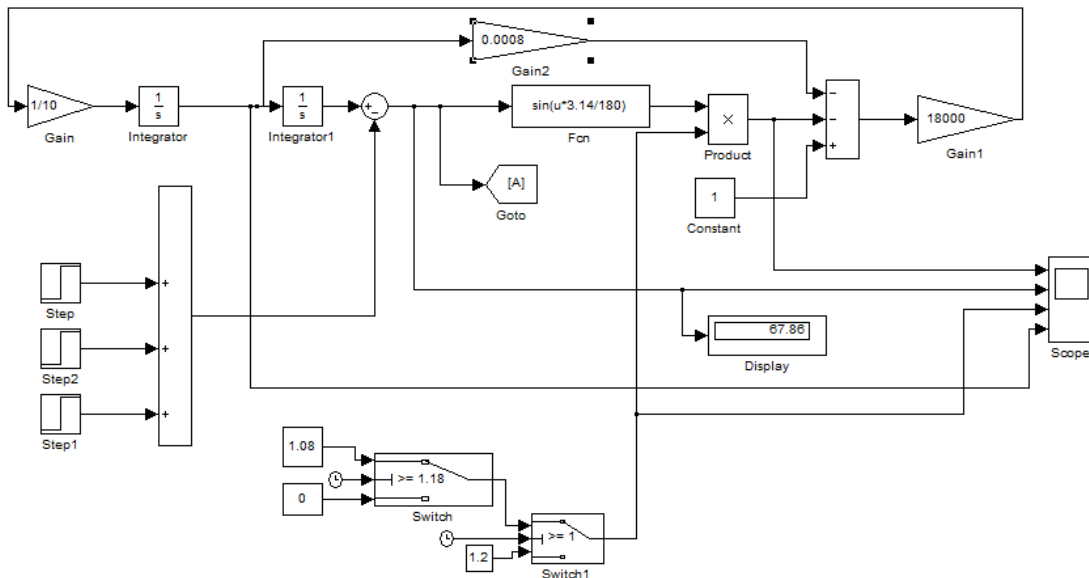 0.0008
Gain2
1/10
Gain
1
s
Integrator
1
s
Integrator1
+
-
sin(u*3.14/180)
Fcn
×
Product
-
-
+
18000
Gain1
[A]
Goto
1
Constant
Step
+
Step2
+
Step1
+
67.86
Display
Scope
1.08
>= 1.18
0
Switch
>= 1
1.2
Switch1